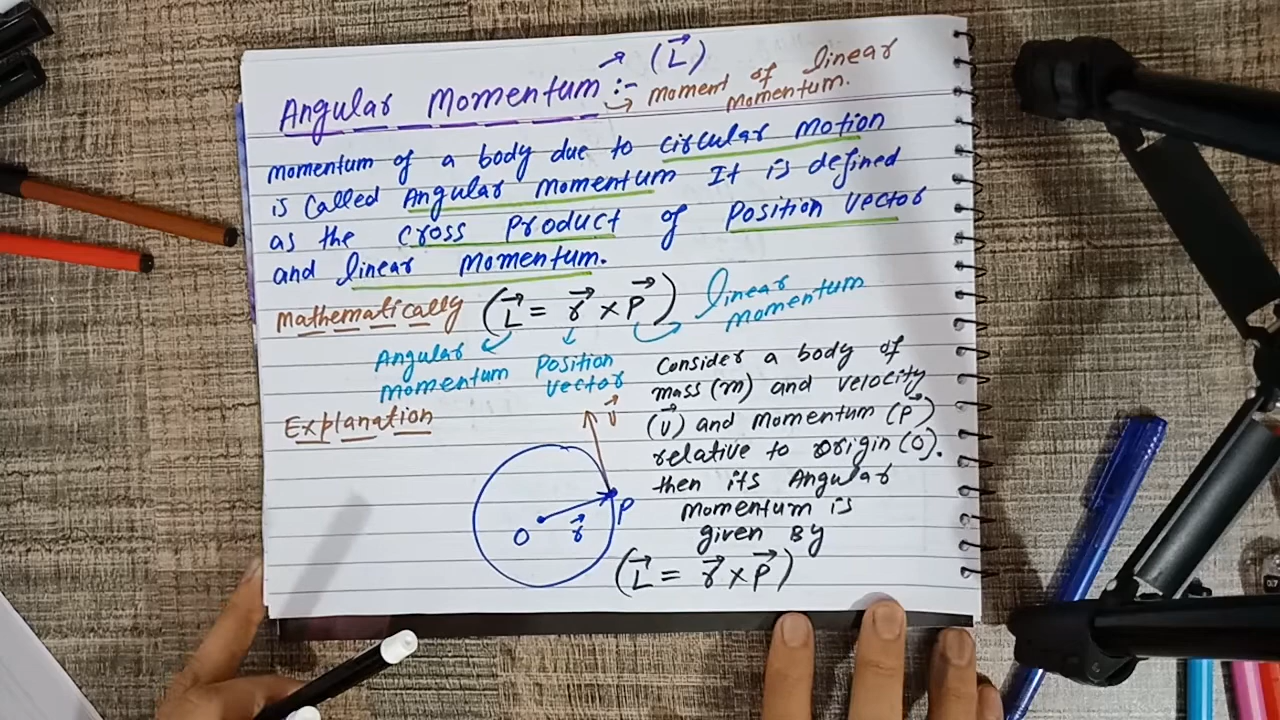 Angular Momentum :- → (L⃗)
→ Moment of linear
momentum.
momentum of a body due to circular motion
is called Angular momentum It is defined
as the cross product of Position vector
and linear momentum.
Mathematically (L⃗ = r⃗ × P⃗) linear
momentum
Angular
momentum
Position
vector
Explanation
Consider a body of
mass (m) and velocity
(v⃗) and momentum (P⃗)
relative to origin (O).
then its Angular
momentum is
given By
(L⃗ = r⃗ × P⃗)
v⃗
P
O
r⃗